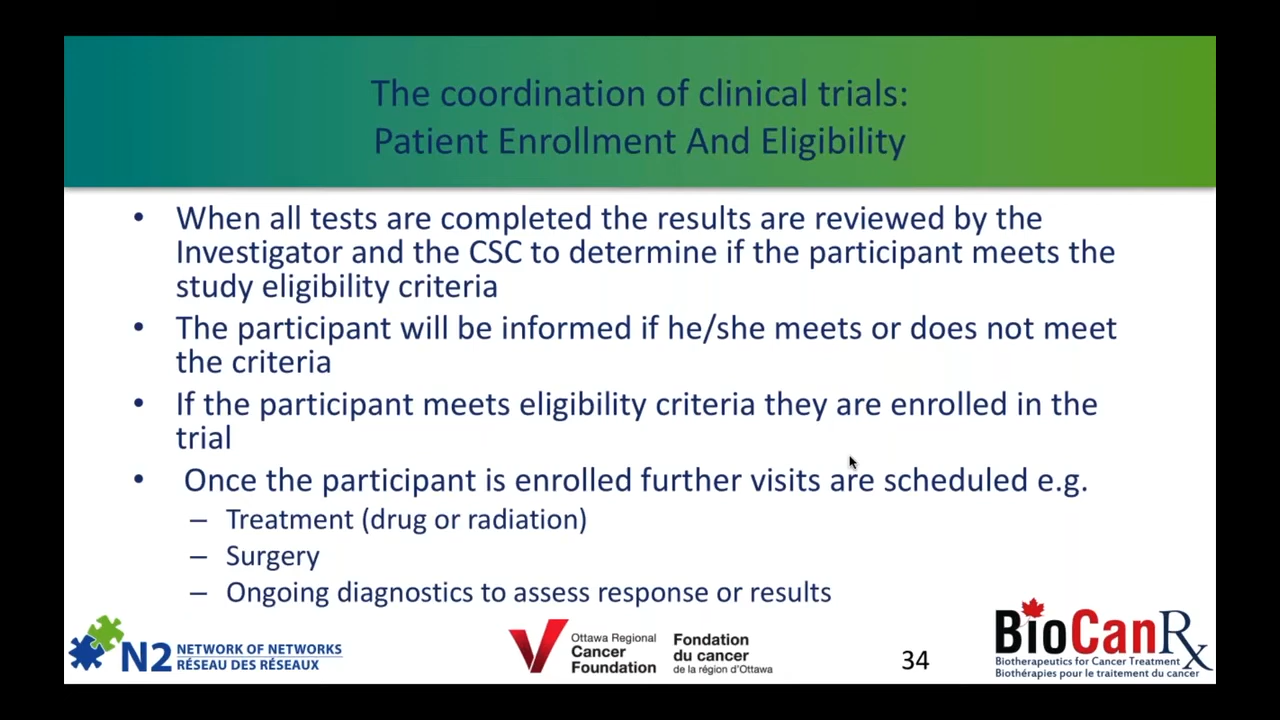 The coordination of clinical trials:
Patient Enrollment And Eligibility
• When all tests are completed the results are reviewed by the
Investigator and the CSC to determine if the participant meets the
study eligibility criteria
• The participant will be informed if he/she meets or does not meet
the criteria
• If the participant meets eligibility criteria they are enrolled in the
trial
• Once the participant is enrolled further visits are scheduled e.g.
– Treatment (drug or radiation)
– Surgery
– Ongoing diagnostics to assess response or results
N2 NETWORK OF NETWORKS
RÉSEAU DES RÉSEAUX
Ottawa Regional
Cancer
Foundation
Fondation
du cancer
de la région d'Ottawa
34
BioCanRx
Biotherapeutics for Cancer Treatment
Biothérapies pour le traitement du cancer